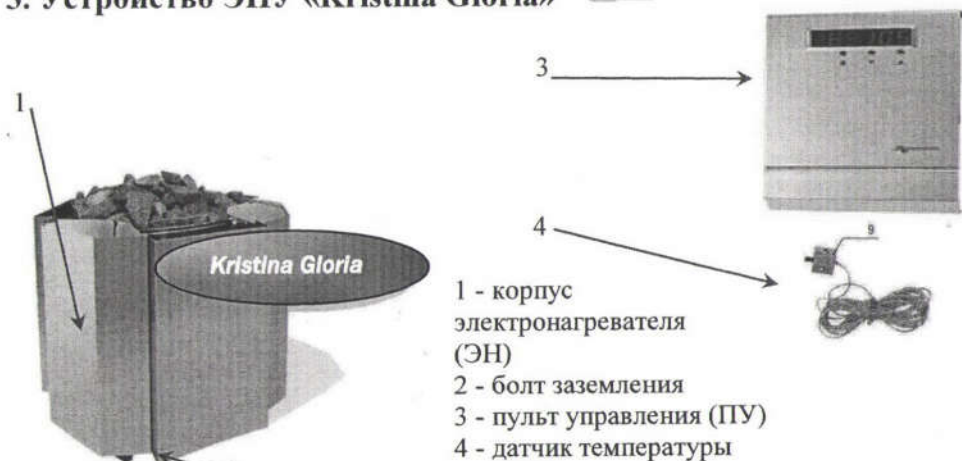 3. Устройство ЭНУ «Kristina Gloria»
3
1
4
9
Kristina Gloria
1 - корпус
электронагревателя
(ЭН)
2 - болт заземления
3 - пульт управления (ПУ)
4 - датчик температуры